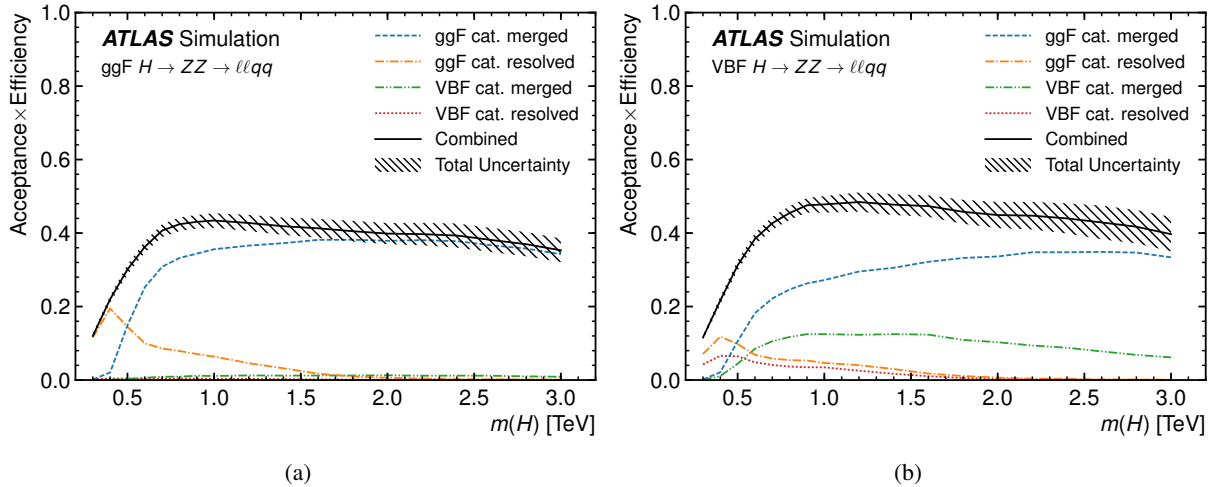 ATLAS Simulation
ggF H → ZZ → ℓℓqq
ggF cat. merged
ggF cat. resolved
VBF cat. merged
VBF cat. resolved
Combined
Total Uncertainty
Acceptance×Efficiency
1.0
0.8
0.6
0.4
0.2
0.0
0.5 1.0 1.5 2.0 2.5 3.0
m(H) [TeV]
(a)
ATLAS Simulation
VBF H → ZZ → ℓℓqq
ggF cat. merged
ggF cat. resolved
VBF cat. merged
VBF cat. resolved
Combined
Total Uncertainty
Acceptance×Efficiency
1.0
0.8
0.6
0.4
0.2
0.0
0.5 1.0 1.5 2.0 2.5 3.0
m(H) [TeV]
(b)